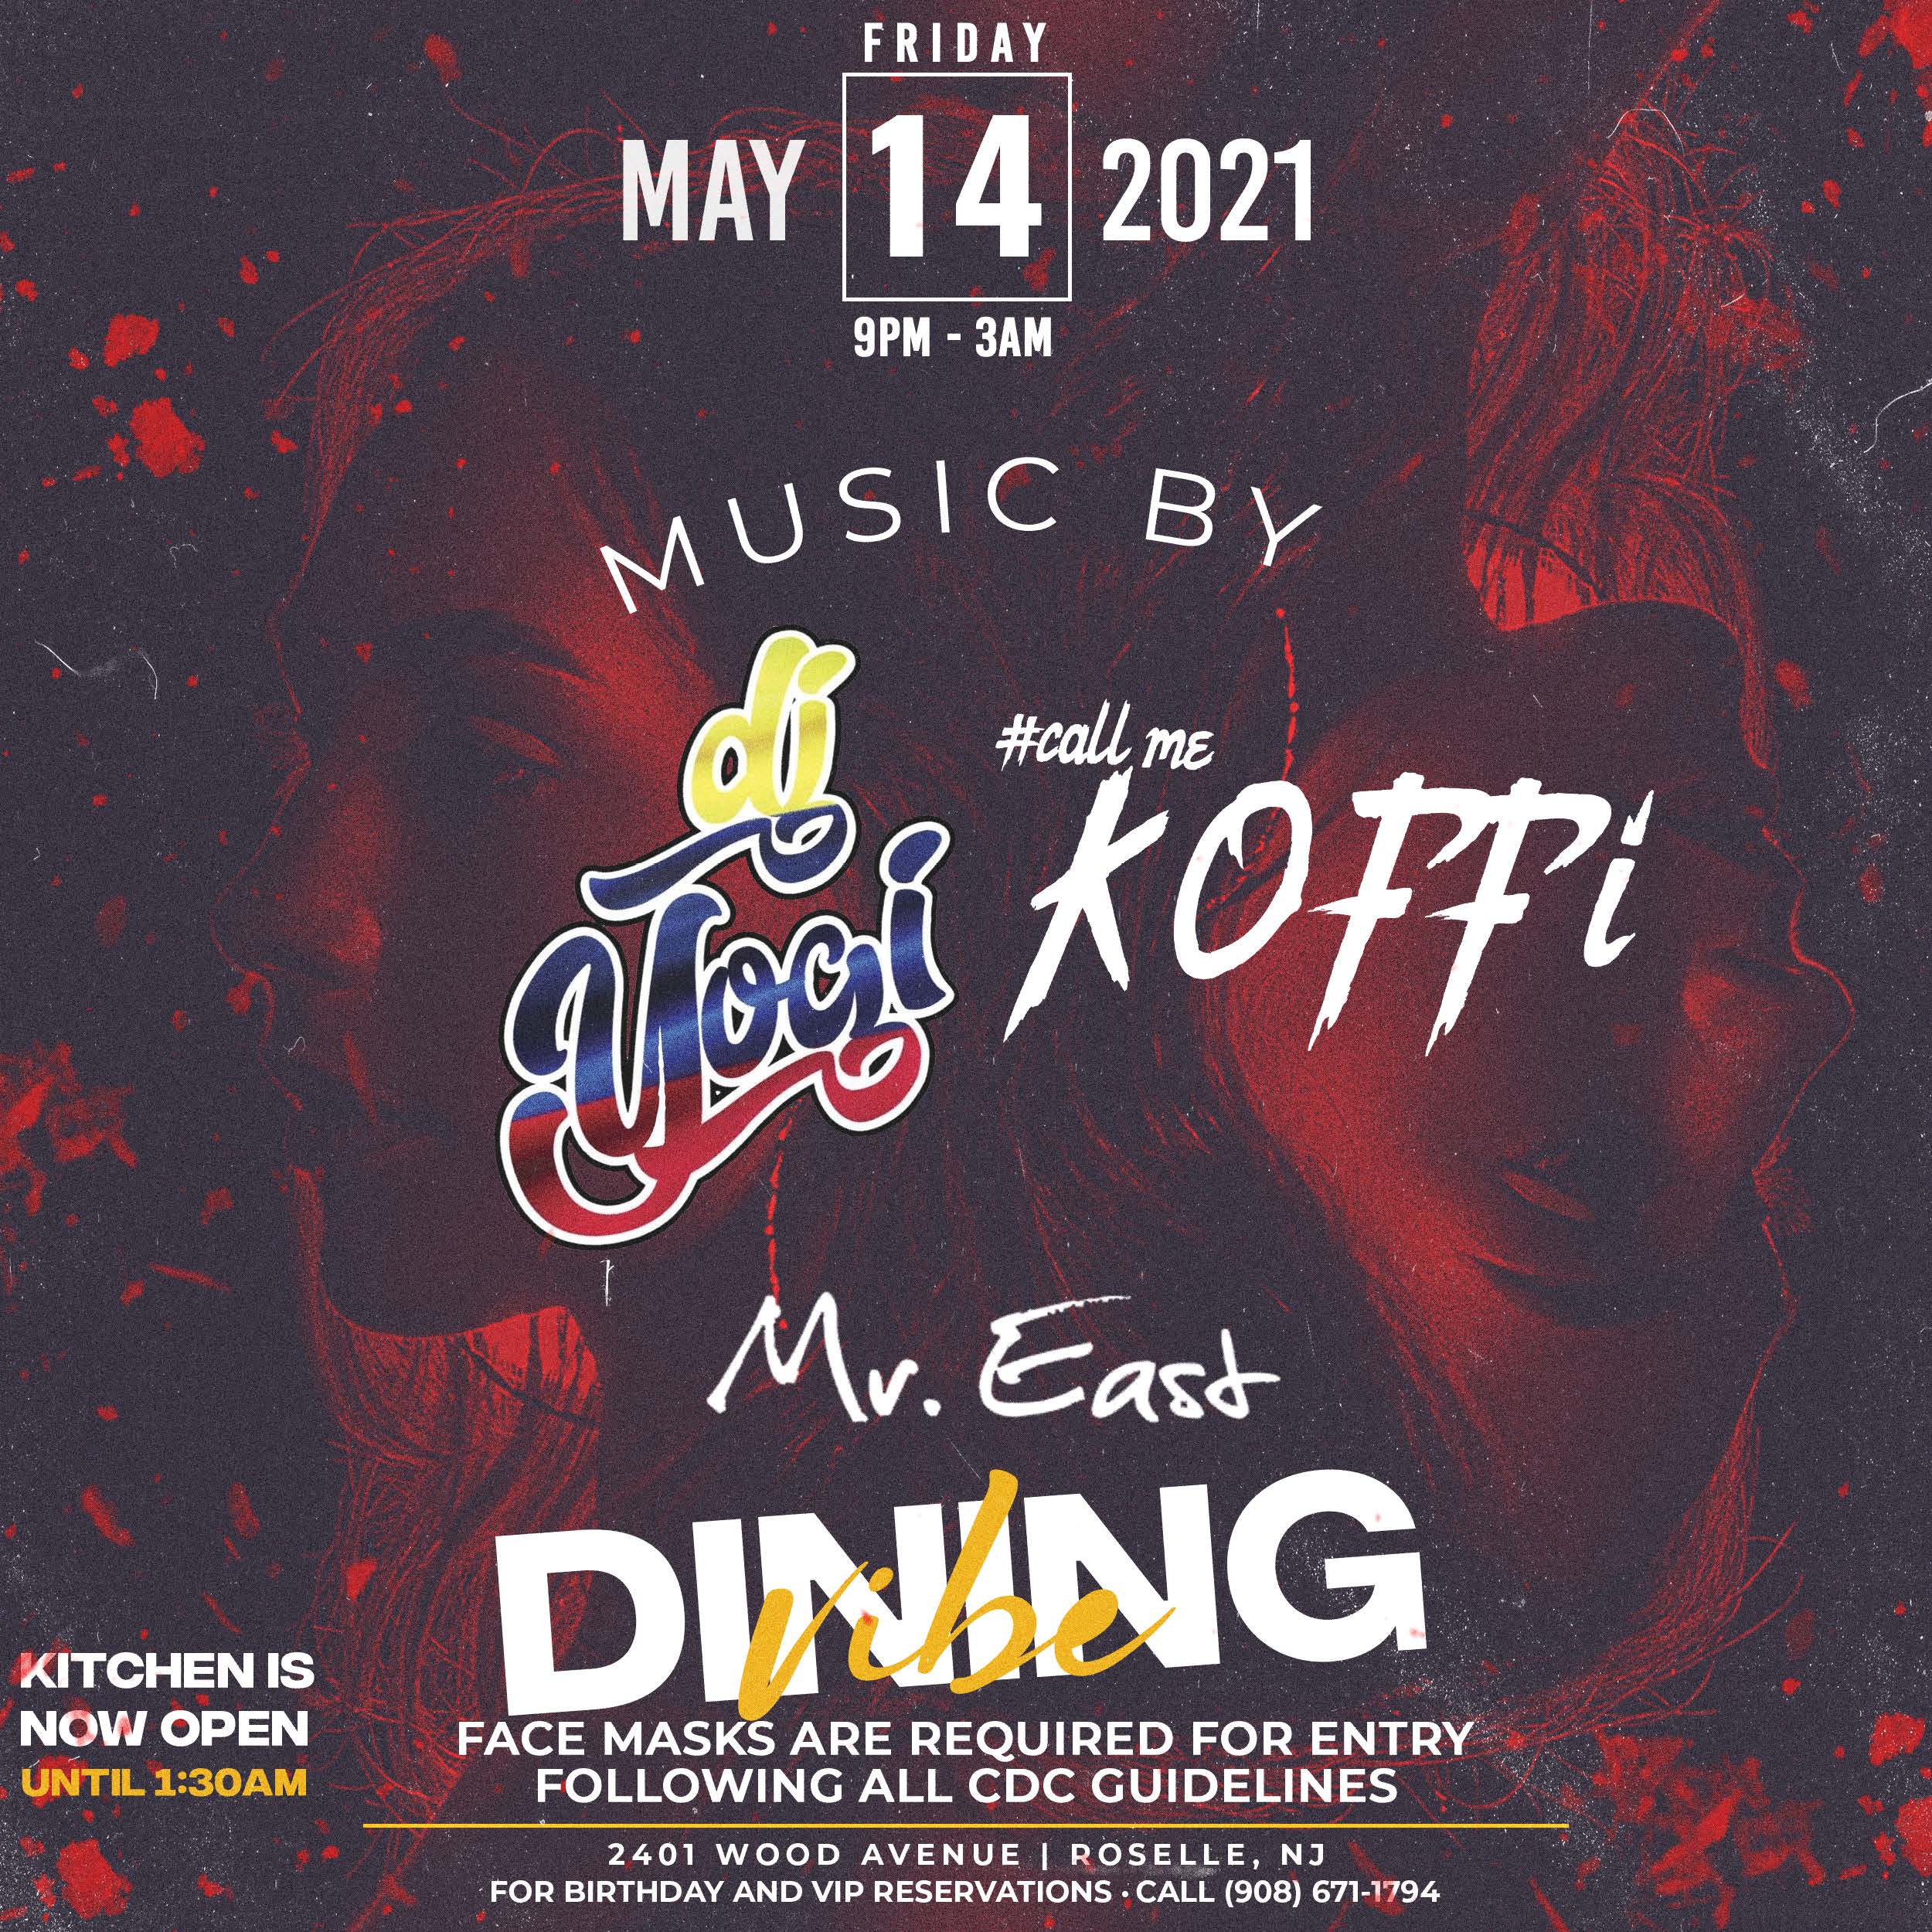 FRIDAY
MAY 14 2021
9PM - 3AM
MUSIC BY
dj
Yogi
#call me
KOFFi
Mr. East
DINING
vibe
KITCHEN IS
NOW OPEN
UNTIL 1:30AM
FACE MASKS ARE REQUIRED FOR ENTRY
FOLLOWING ALL CDC GUIDELINES
2401 WOOD AVENUE | ROSELLE, NJ
FOR BIRTHDAY AND VIP RESERVATIONS • CALL (908) 671-1794